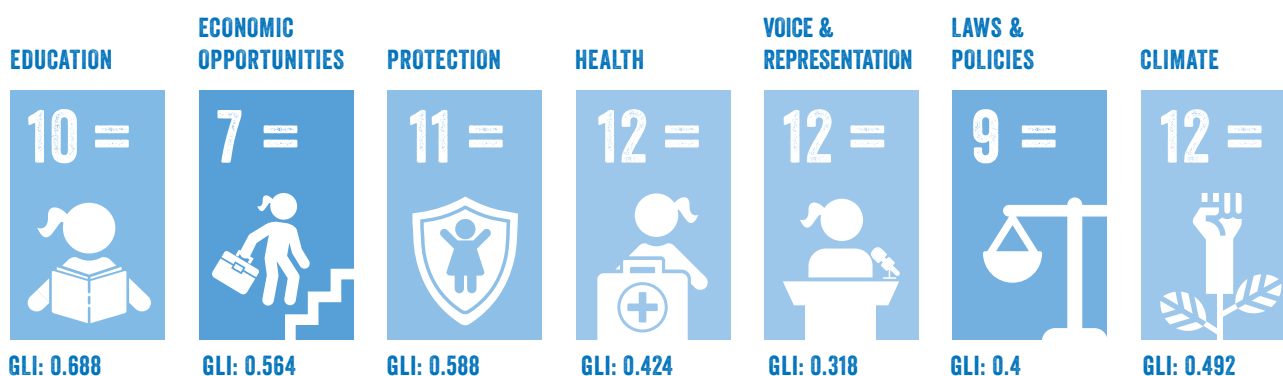 EDUCATION
10 =
GLI: 0.688
ECONOMIC
OPPORTUNITIES
7 =
GLI: 0.564
PROTECTION
11 =
GLI: 0.588
HEALTH
12 =
GLI: 0.424
VOICE &
REPRESENTATION
12 =
GLI: 0.318
LAWS &
POLICIES
9 =
GLI: 0.4
CLIMATE
12 =
GLI: 0.492